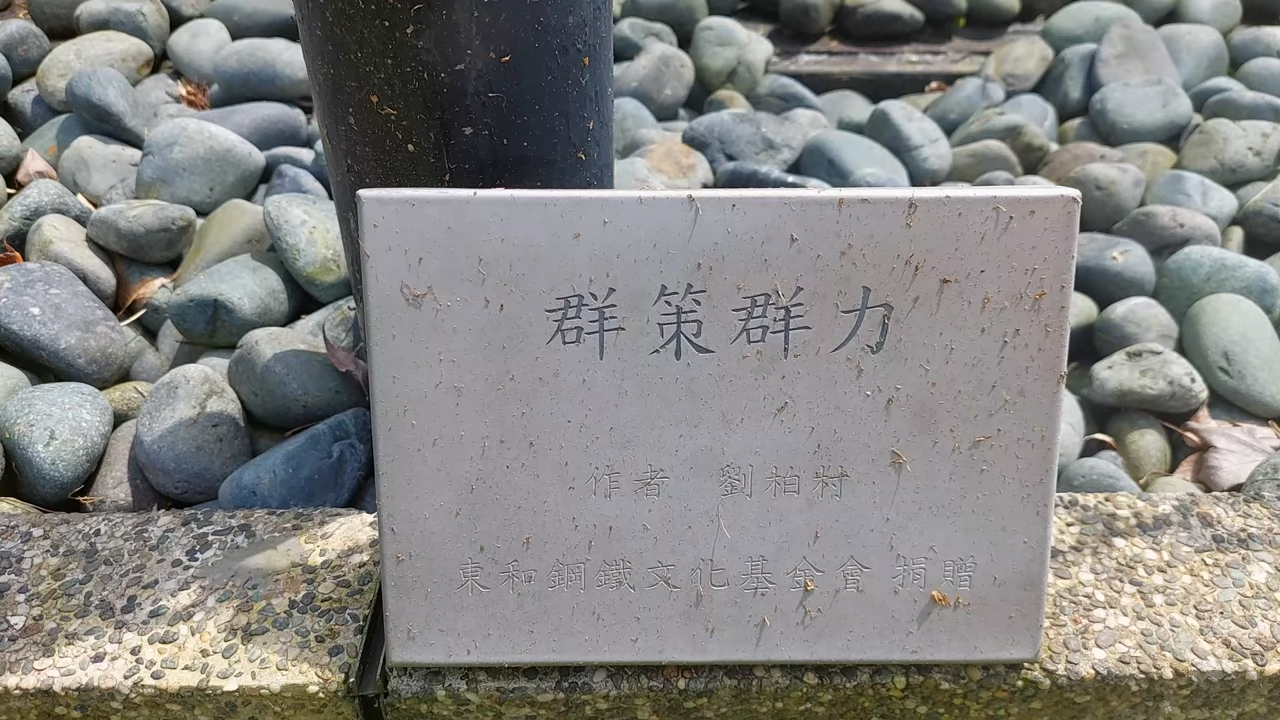 群策群力
作者 劉柏村
東和鋼鐵文化基金會 捐贈